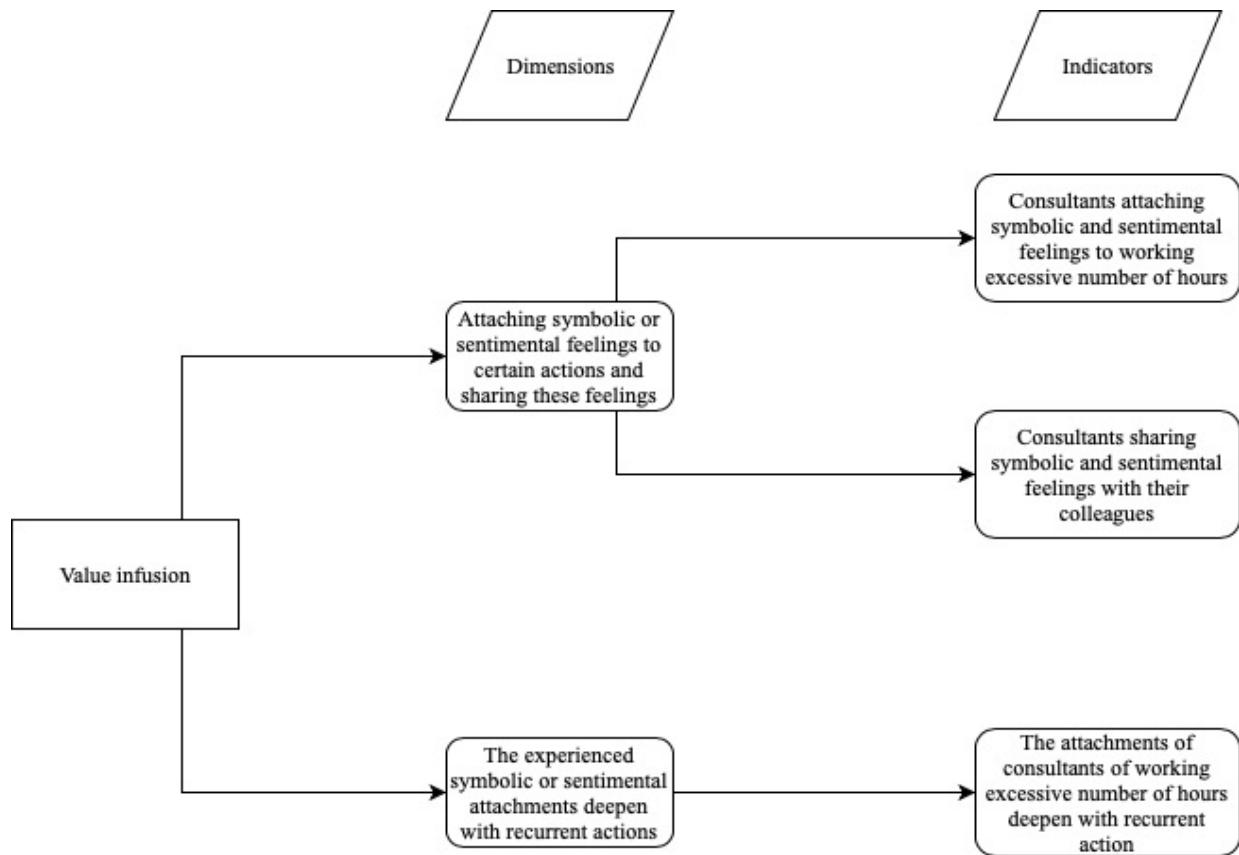 Dimensions
Indicators
Consultants attaching
symbolic and sentimental
feelings to working
excessive number of hours
Attaching symbolic or
sentimental feelings to
certain actions and
sharing these feelings
Consultants sharing
symbolic and sentimental
feelings with their
colleagues
Value infusion
The experienced
symbolic or sentimental
attachments deepen
with recurrent actions
The attachments of
consultants of working
excessive number of hours
deepen with recurrent
action